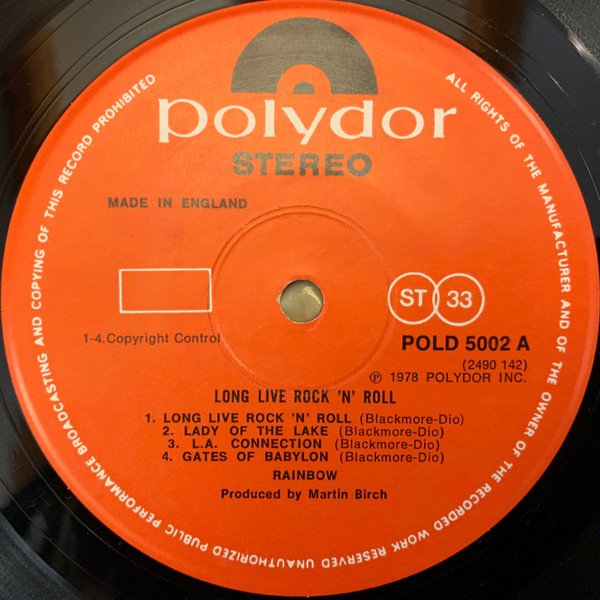 polydor
STEREO
MADE IN ENGLAND
ST 33
1-4.Copyright Control
POLD 5002 A
(2490 142)
Ⓟ 1978 POLYDOR INC.
LONG LIVE ROCK 'N' ROLL
1. LONG LIVE ROCK 'N' ROLL (Blackmore-Dio)
2. LADY OF THE LAKE (Blackmore-Dio)
3. L.A. CONNECTION (Blackmore-Dio)
4. GATES OF BABYLON (Blackmore-Dio)
RAINBOW
Produced by Martin Birch
ALL RIGHTS OF THE MANUFACTURER AND OF THE OWNER OF THE RECORDED WORK RESERVED UNAUTHORIZED PUBLIC PERFORMANCE BROADCASTING AND COPYING OF THIS RECORD PROHIBITED